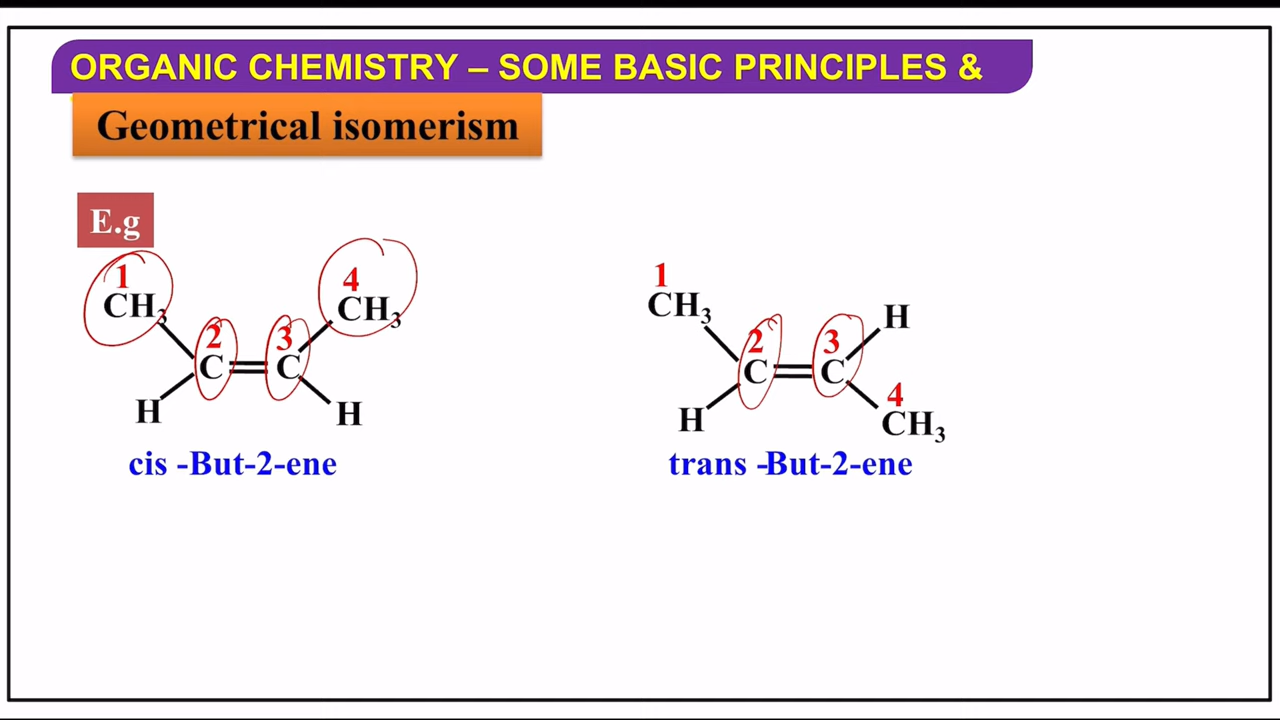 ORGANIC CHEMISTRY – SOME BASIC PRINCIPLES &
Geometrical isomerism
E.g
1 4
CH₃ CH₃
2 3
C C
H H
cis -But-2-ene
1
CH₃ H
2 3
C C
4
H CH₃
trans -But-2-ene